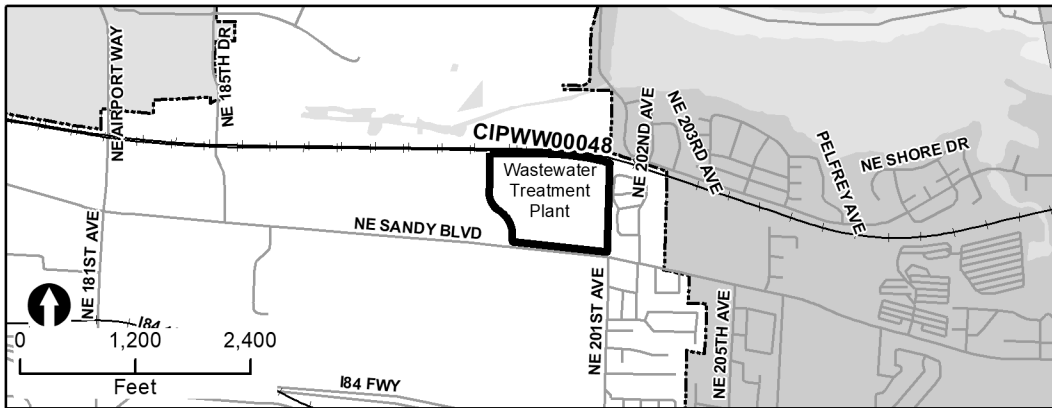 NE AIRPORT WAY
NE 185TH DR
CIPWW00048
NE 202ND AVE
NE 203RD AVE
PELFREY AVE
NE SHORE DR
Wastewater
Treatment
Plant
NE SANDY BLVD
NE 181ST AVE
NE 201ST AVE
NE 205TH AVE
I84
0 1,200 2,400
Feet
I84 FWY